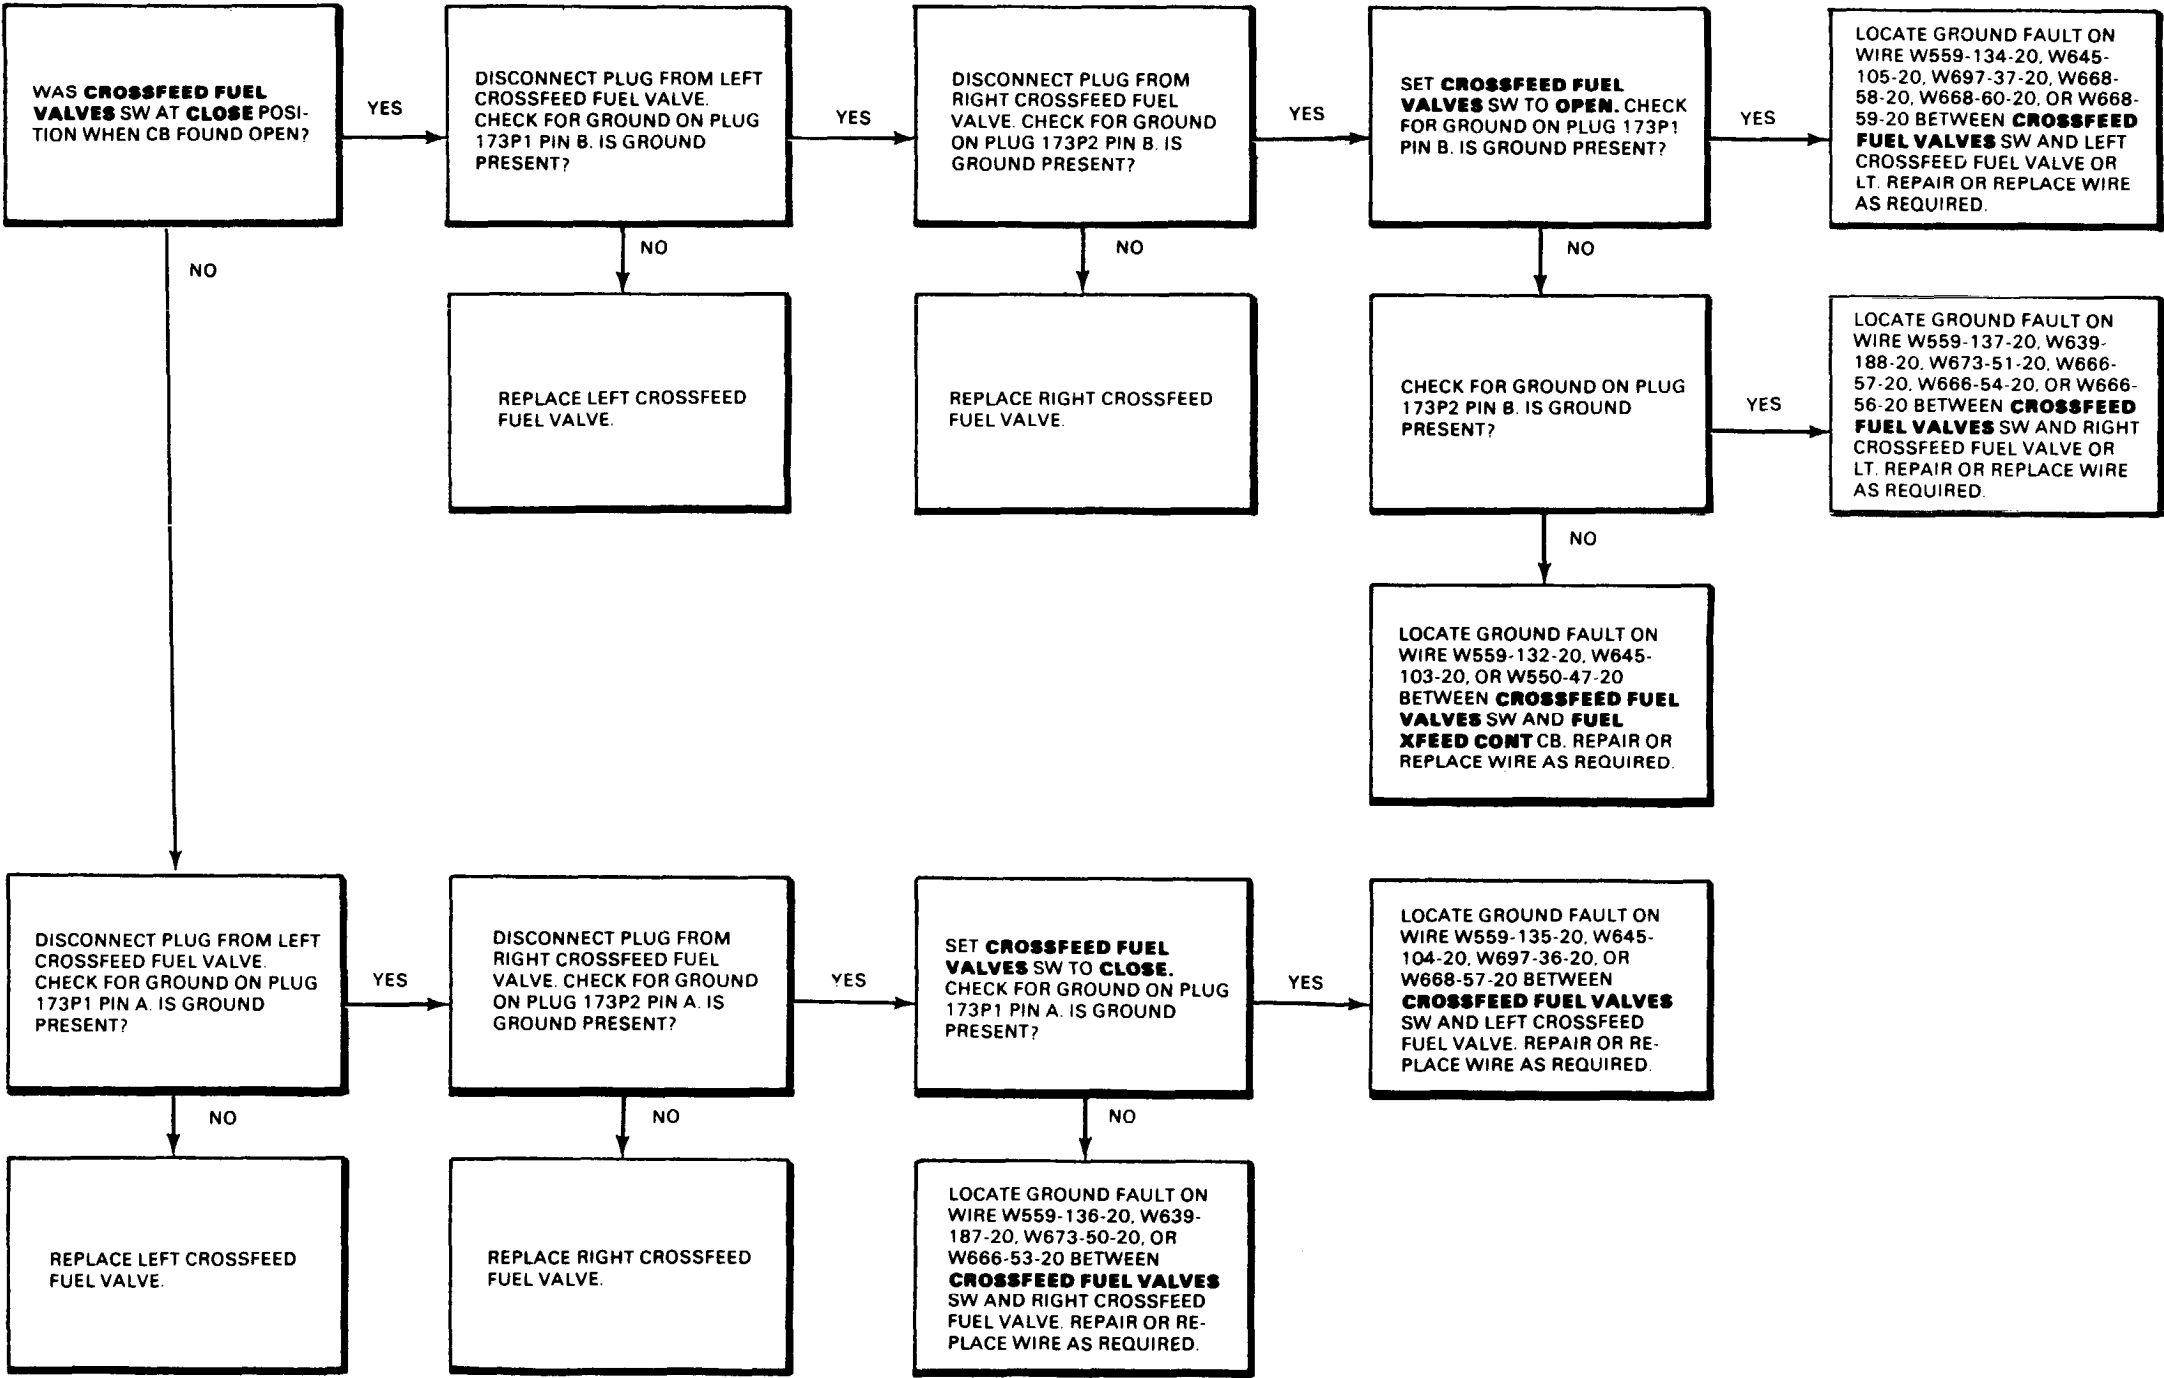 WAS CROSSFEED FUEL
VALVES SW AT CLOSE POSI-
TION WHEN CB FOUND OPEN?
YES
DISCONNECT PLUG FROM LEFT
CROSSFEED FUEL VALVE.
CHECK FOR GROUND ON PLUG
173P1 PIN B. IS GROUND
PRESENT?
YES
DISCONNECT PLUG FROM
RIGHT CROSSFEED FUEL
VALVE. CHECK FOR GROUND
ON PLUG 173P2 PIN B. IS
GROUND PRESENT?
YES
SET CROSSFEED FUEL
VALVES SW TO OPEN. CHECK
FOR GROUND ON PLUG 173P1
PIN B. IS GROUND PRESENT?
YES
LOCATE GROUND FAULT ON
WIRE W559-134-20, W645-
105-20, W697-37-20, W668-
58-20, W668-60-20, OR W668-
59-20 BETWEEN CROSSFEED
FUEL VALVES SW AND LEFT
CROSSFEED FUEL VALVE OR
LT. REPAIR OR REPLACE WIRE
AS REQUIRED.
NO
NO
NO
NO
REPLACE LEFT CROSSFEED
FUEL VALVE.
REPLACE RIGHT CROSSFEED
FUEL VALVE.
CHECK FOR GROUND ON PLUG
173P2 PIN B. IS GROUND
PRESENT?
YES
LOCATE GROUND FAULT ON
WIRE W559-137-20, W639-
188-20, W673-51-20, W666-
57-20, W666-54-20, OR W666-
56-20 BETWEEN CROSSFEED
FUEL VALVES SW AND RIGHT
CROSSFEED FUEL VALVE OR
LT. REPAIR OR REPLACE WIRE
AS REQUIRED.
NO
LOCATE GROUND FAULT ON
WIRE W559-132-20, W645-
103-20, OR W550-47-20
BETWEEN CROSSFEED FUEL
VALVES SW AND FUEL
XFEED CONT CB. REPAIR OR
REPLACE WIRE AS REQUIRED.
DISCONNECT PLUG FROM LEFT
CROSSFEED FUEL VALVE.
CHECK FOR GROUND ON PLUG
173P1 PIN A. IS GROUND
PRESENT?
YES
DISCONNECT PLUG FROM
RIGHT CROSSFEED FUEL
VALVE. CHECK FOR GROUND
ON PLUG 173P2 PIN A. IS
GROUND PRESENT?
YES
SET CROSSFEED FUEL
VALVES SW TO CLOSE.
CHECK FOR GROUND ON PLUG
173P1 PIN A. IS GROUND
PRESENT?
YES
LOCATE GROUND FAULT ON
WIRE W559-135-20, W645-
104-20, W697-36-20, OR
W668-57-20 BETWEEN
CROSSFEED FUEL VALVES
SW AND LEFT CROSSFEED
FUEL VALVE. REPAIR OR RE-
PLACE WIRE AS REQUIRED.
NO
NO
NO
REPLACE LEFT CROSSFEED
FUEL VALVE.
REPLACE RIGHT CROSSFEED
FUEL VALVE.
LOCATE GROUND FAULT ON
WIRE W559-136-20, W639-
187-20, W673-50-20, OR
W666-53-20 BETWEEN
CROSSFEED FUEL VALVES
SW AND RIGHT CROSSFEED
FUEL VALVE. REPAIR OR RE-
PLACE WIRE AS REQUIRED.